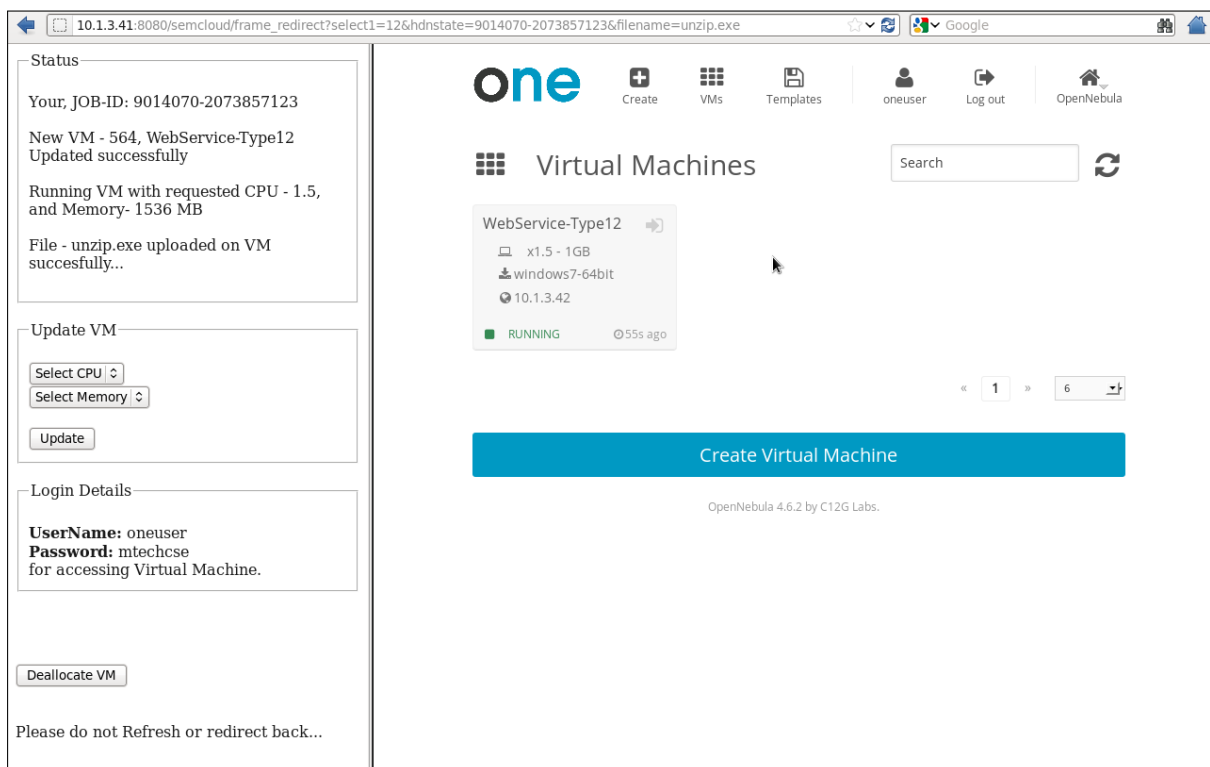 10.1.3.41:8080/semcloud/frame_redirect?select1=12&hdnstate=9014070-2073857123&filename=unzip.exe
Google
Status
Your, JOB-ID: 9014070-2073857123
New VM - 564, WebService-Type12
Updated successfully
Running VM with requested CPU - 1.5,
and Memory- 1536 MB
File - unzip.exe uploaded on VM
succesfully...
Update VM
Select CPU
Select Memory
Update
Login Details
UserName: oneuser
Password: mtechcse
for accessing Virtual Machine.
Deallocate VM
Please do not Refresh or redirect back...
one
Create
VMs
Templates
oneuser
Log out
OpenNebula
Virtual Machines
Search
WebService-Type12
x1.5 - 1GB
windows7-64bit
10.1.3.42
RUNNING
55s ago
« 1 »
6
Create Virtual Machine
OpenNebula 4.6.2 by C12G Labs.